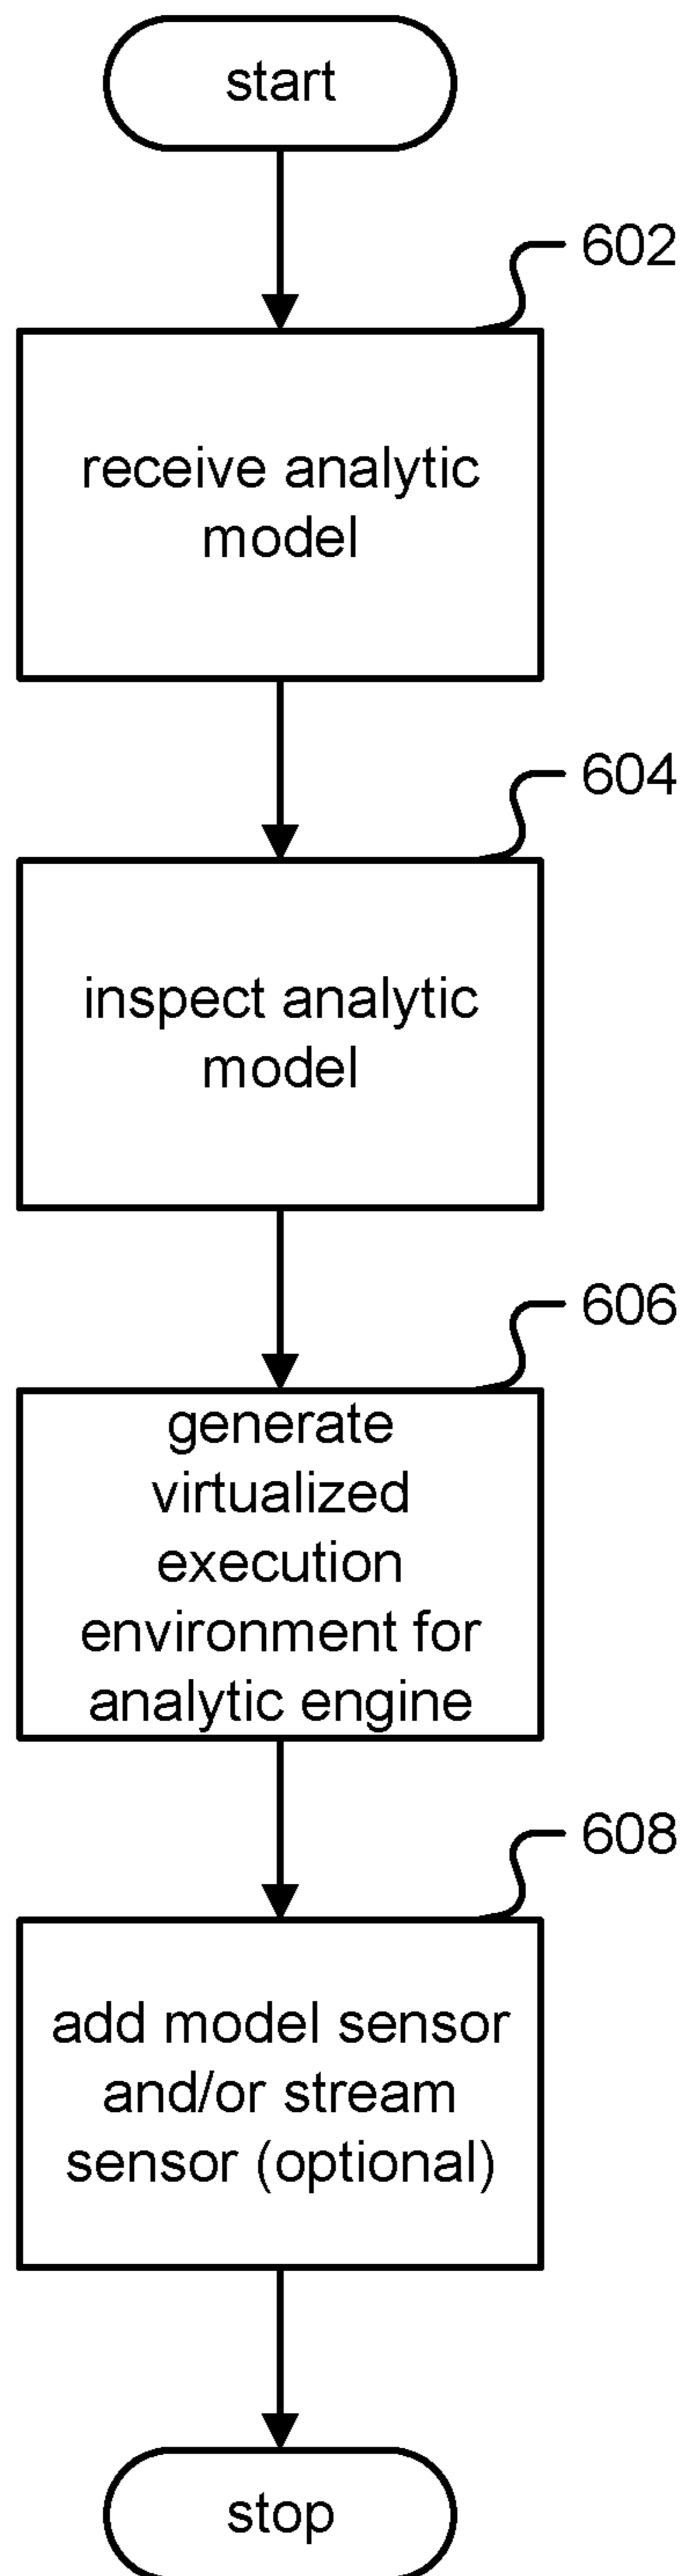 start
602
receive analytic
model
604
inspect analytic
model
606
generate
virtualized
execution
environment for
analytic engine
608
add model sensor
and/or stream
sensor (optional)
stop